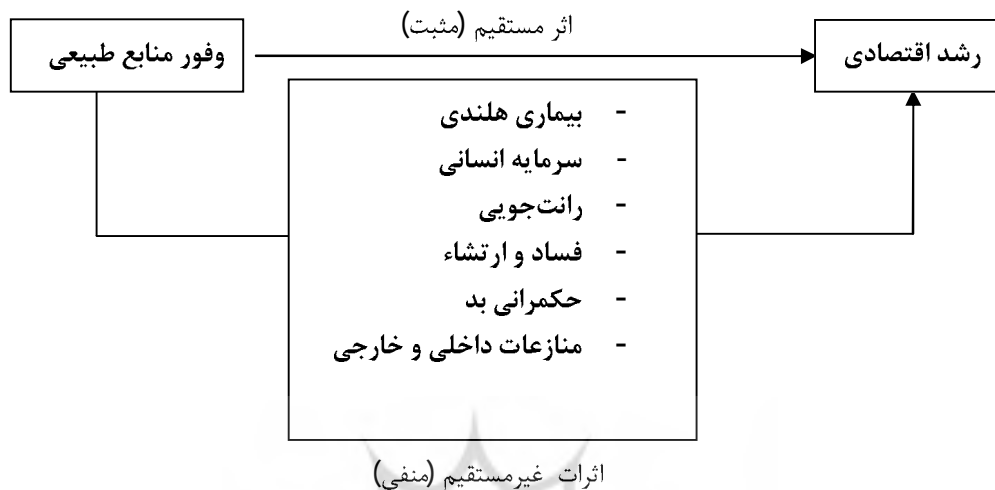 اثر مستقیم (مثبت)
وفور منابع طبیعی
رشد اقتصادی
- بیماری هلندی
- سرمایه انسانی
- رانت‌جویی
- فساد و ارتشاء
- حکمرانی بد
- منازعات داخلی و خارجی
اثرات غیرمستقیم (منفی)